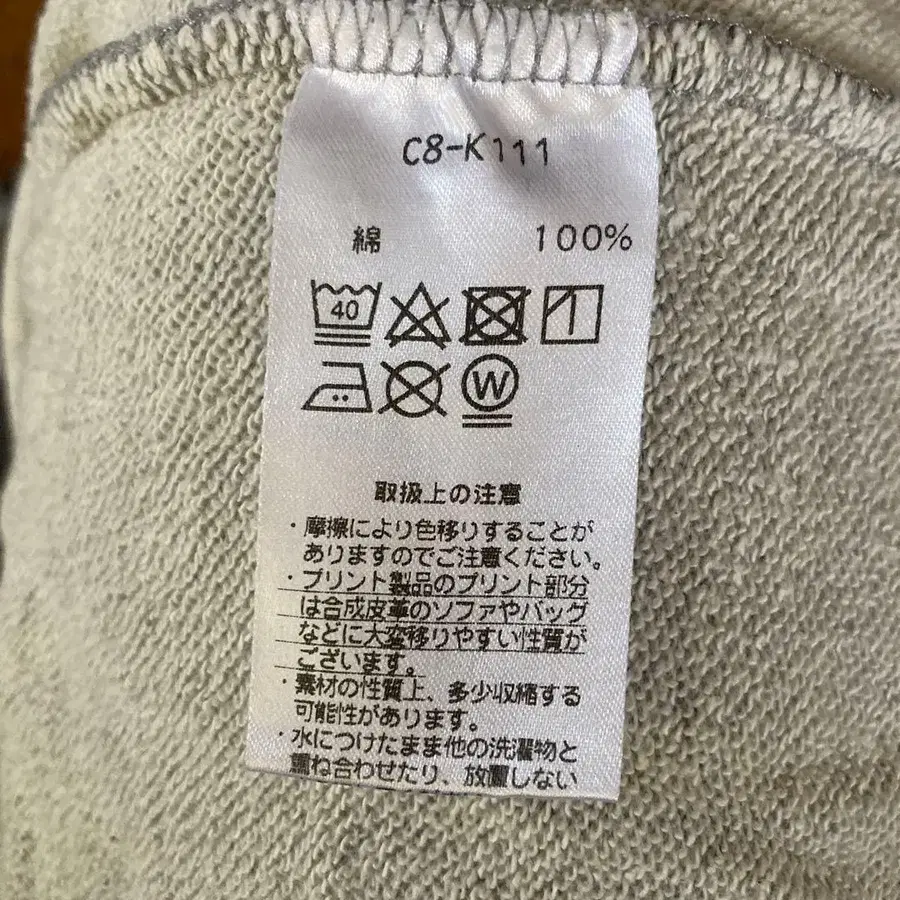 C8-K111
綿 100%
40
W
取扱上の注意
・摩擦により色移りすることが
ありますのでご注意ください。
・プリント製品のプリント部分
は合成皮革のソファやバッグ
などに大変移りやすい性質が
ございます。
・素材の性質上、多少収縮する
可能性があります。
・水につけたまま他の洗濯物と
重ね合わせたり、放置しない